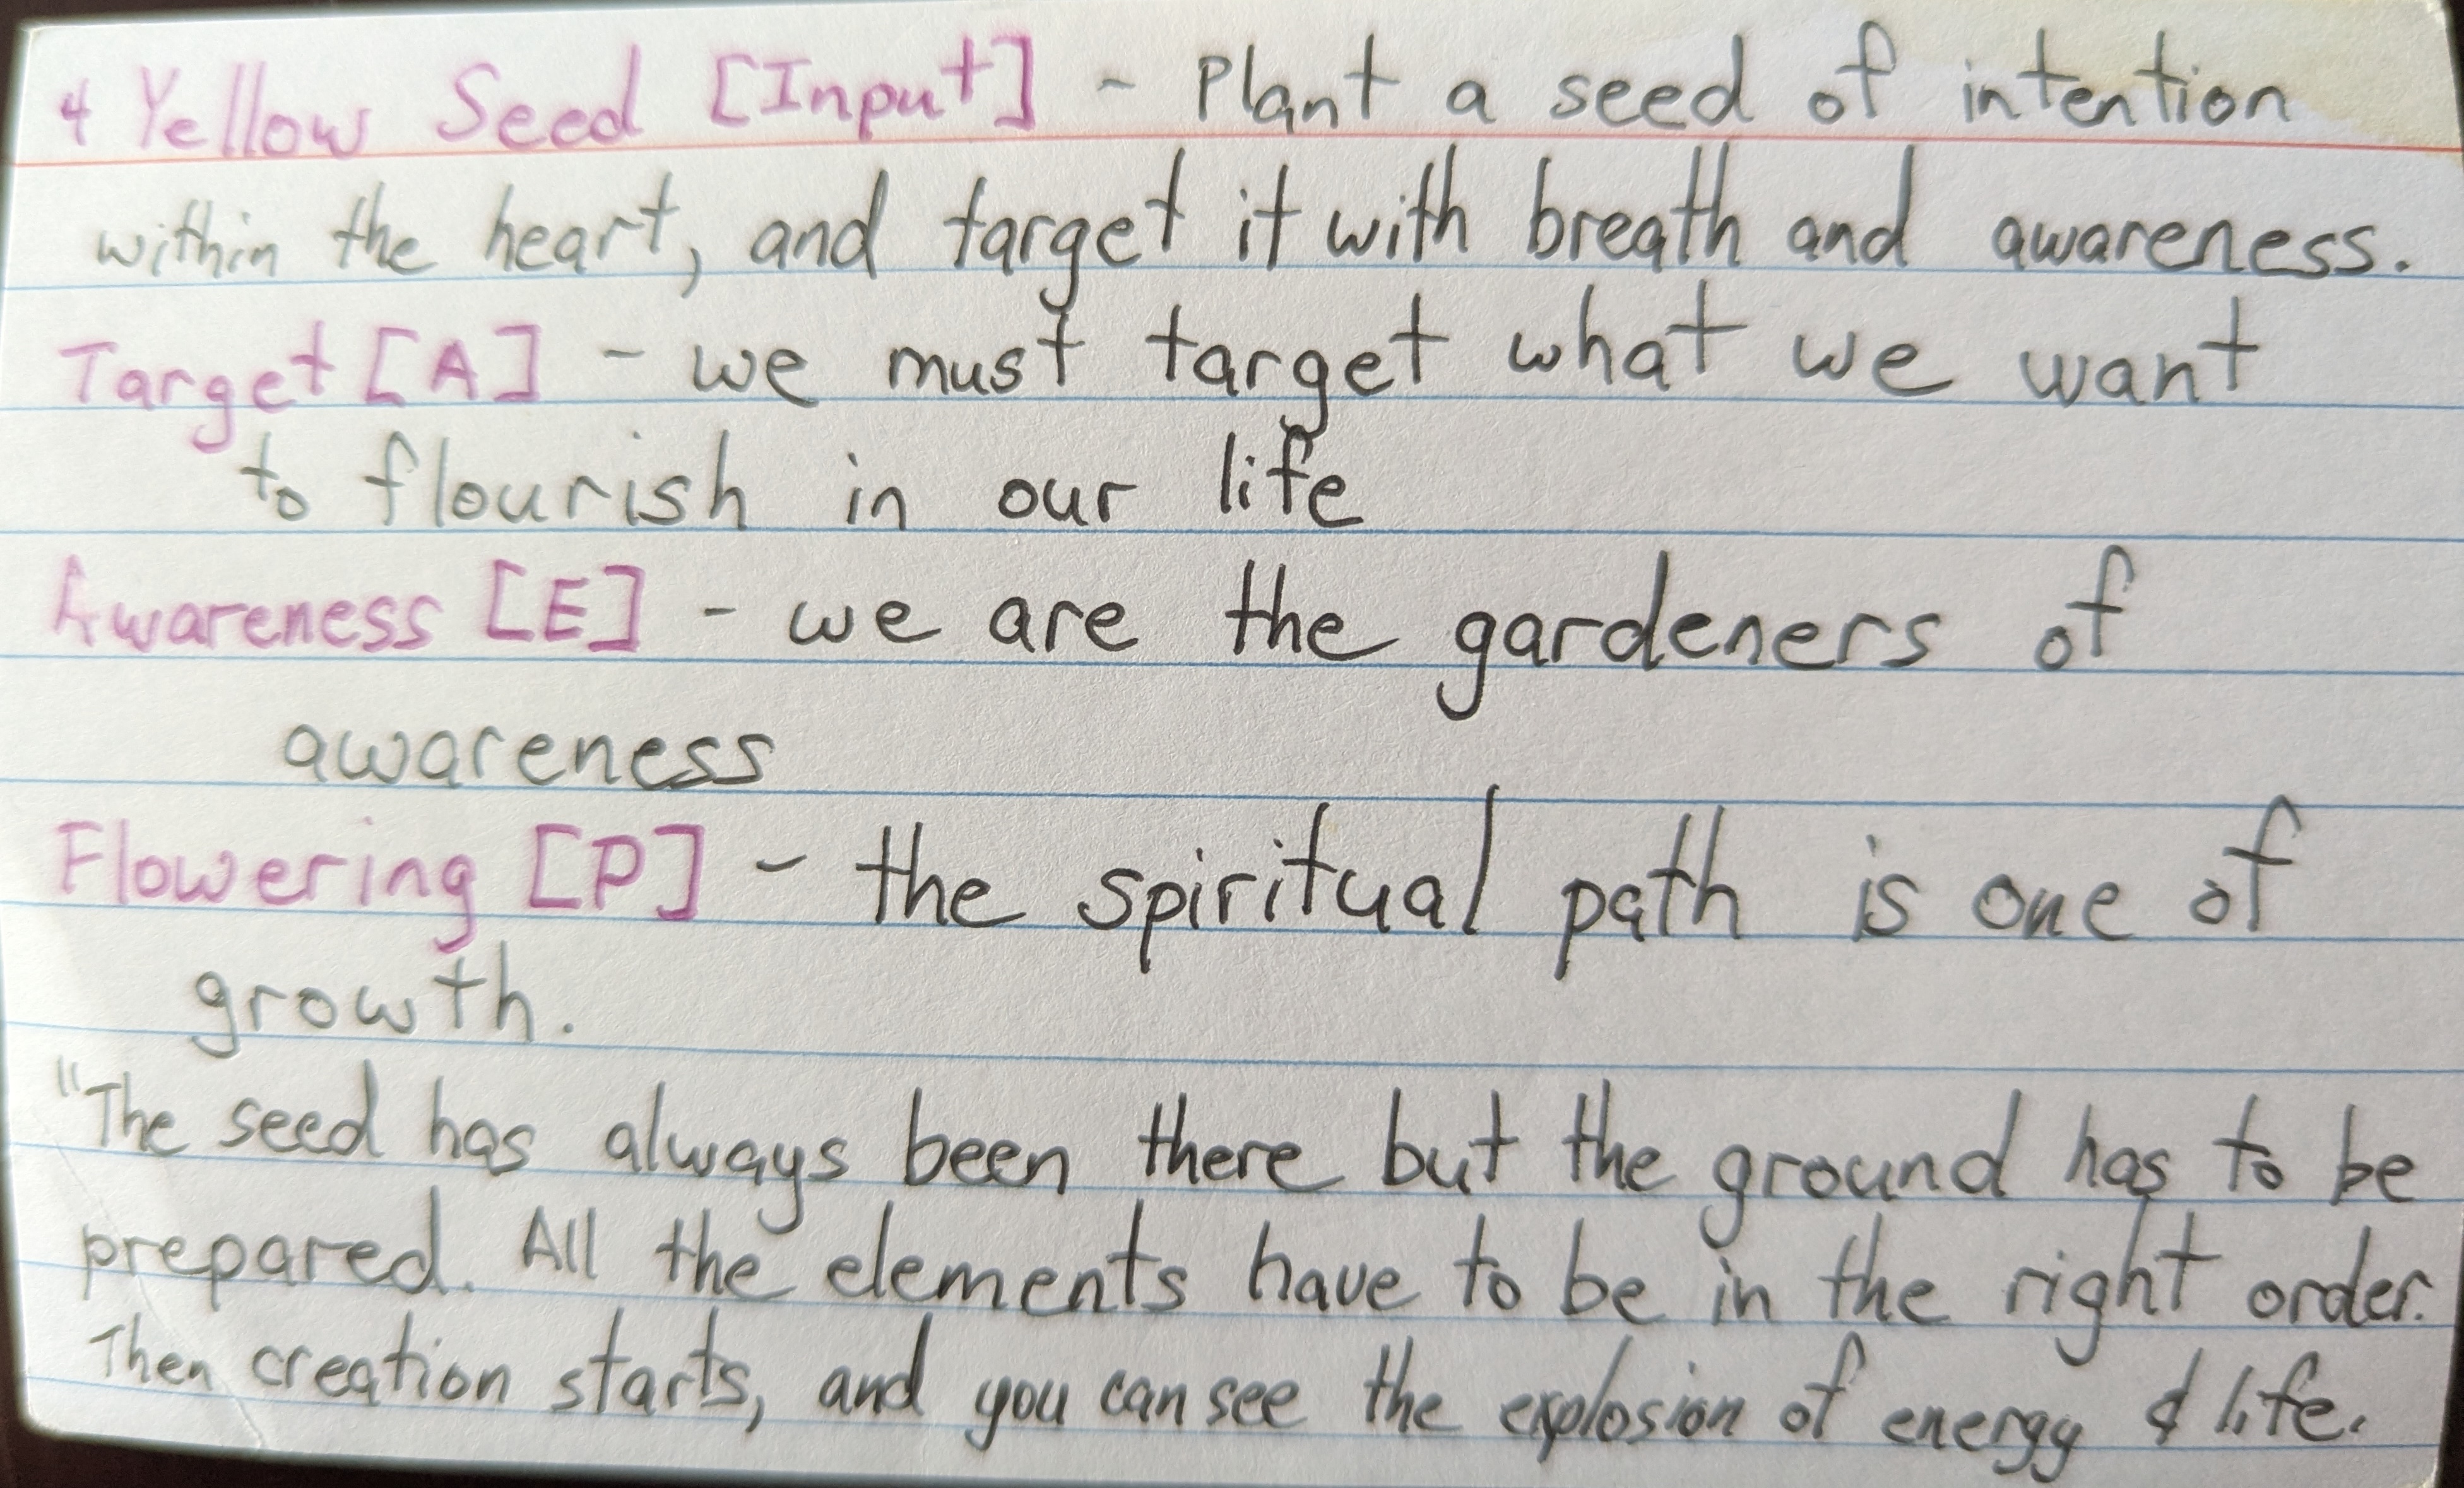 4 Yellow Seed [Input] - Plant a seed of intention
within the heart, and target it with breath and awareness.
Target [A] - we must target what we want
to flourish in our life
Awareness [E] - we are the gardeners of
awareness
Flowering [P] - the spiritual path is one of
growth.
"The seed has always been there but the ground has to be
prepared. All the elements have to be in the right order.
Then creation starts, and you can see the explosion of energy & life.